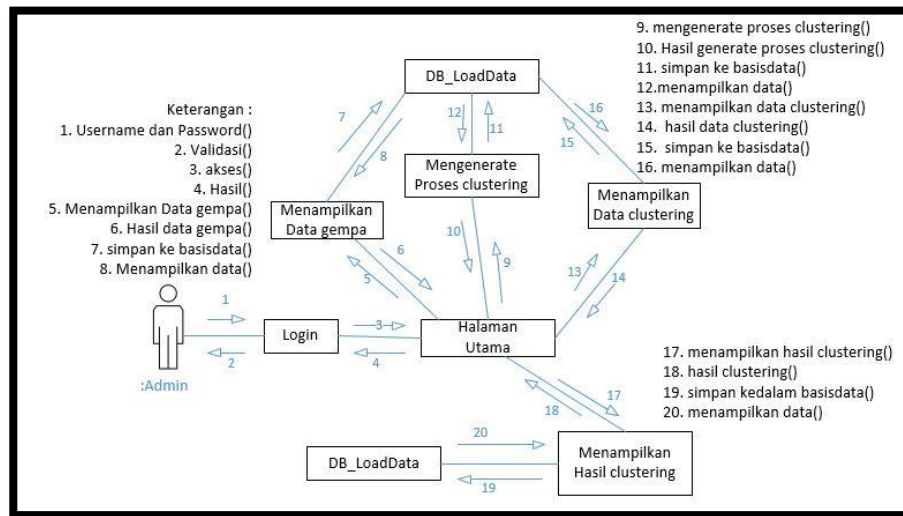 Keterangan :
1. Username dan Password()
2. Validasi()
3. akses()
4. Hasil()
5. Menampilkan Data gempa()
6. Hasil data gempa()
7. simpan ke basisdata()
8. Menampilkan data()
9. mengenerate proses clustering()
10. Hasil generate proses clustering()
11. simpan ke basisdata()
12.menampilkan data()
13. menampilkan data clustering()
14. hasil data clustering()
15. simpan ke basisdata()
16. menampilkan data()
DB_LoadData
7
8
12
11
16
15
Mengenerate
Proses clustering
Menampilkan
Data gempa
Menampilkan
Data clustering
6
5
10
9
13
14
1
2
:Admin
Login
3
4
Halaman
Utama
17. menampilkan hasil clustering()
18. hasil clustering()
19. simpan kedalam basisdata()
20. menampilkan data()
17
18
DB_LoadData
20
19
Menampilkan
Hasil clustering